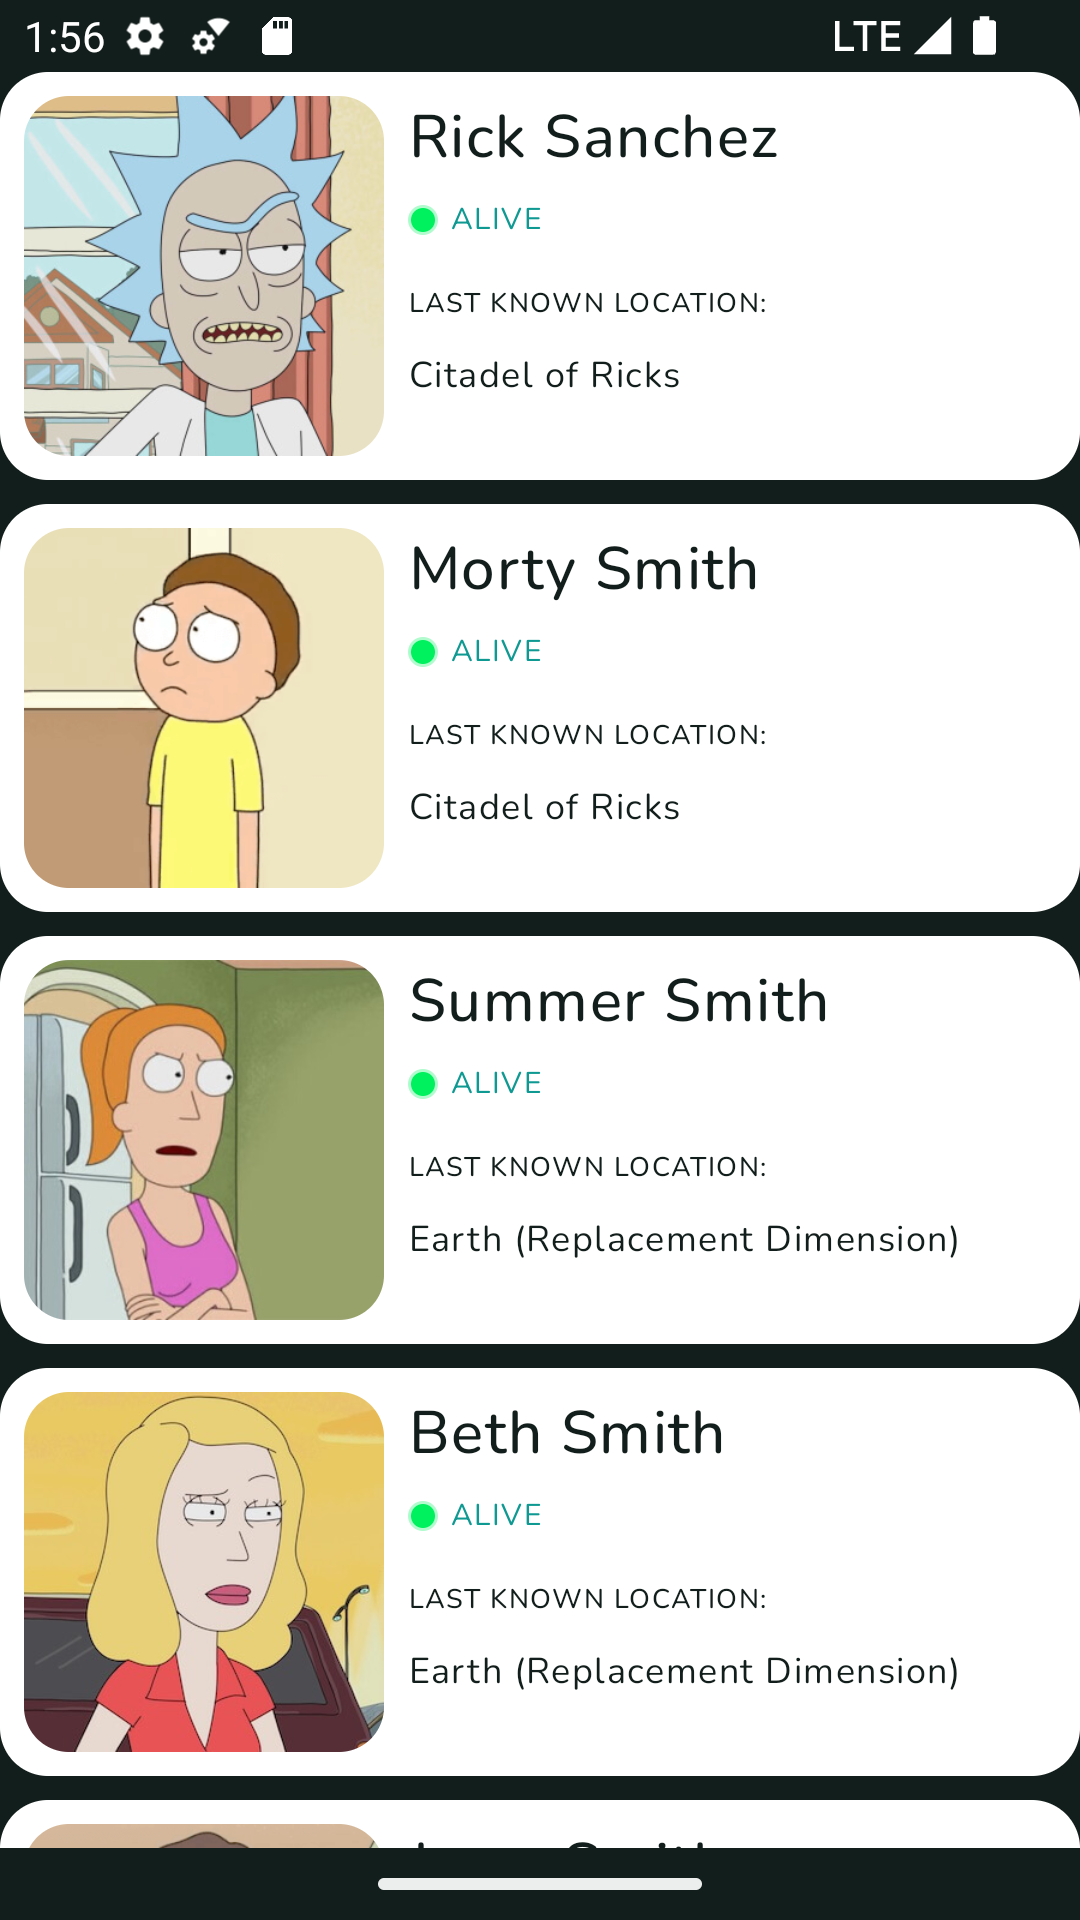 1:56 LTE
Rick Sanchez
ALIVE
LAST KNOWN LOCATION:
Citadel of Ricks
Morty Smith
ALIVE
LAST KNOWN LOCATION:
Citadel of Ricks
Summer Smith
ALIVE
LAST KNOWN LOCATION:
Earth (Replacement Dimension)
Beth Smith
ALIVE
LAST KNOWN LOCATION:
Earth (Replacement Dimension)